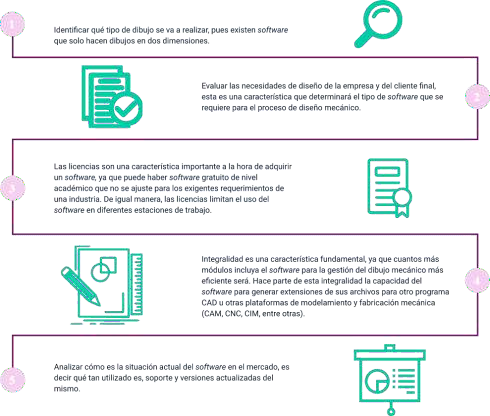 1
Identificar qué tipo de dibujo se va a realizar, pues existen software
que solo hacen dibujos en dos dimensiones.
2
Evaluar las necesidades de diseño de la empresa y del cliente final,
esta es una característica que determinará el tipo de software que se
requiere para el proceso de diseño mecánico.
3
Las licencias son una característica importante a la hora de adquirir
un software, ya que puede haber software gratuito de nivel
académico que no se ajuste para los exigentes requerimientos de
una industria. De igual manera, las licencias limitan el uso del
software en diferentes estaciones de trabajo.
4
Integralidad es una característica fundamental, ya que cuantos más
módulos incluya el software para la gestión del dibujo mecánico más
eficiente será. Hace parte de esta integralidad la capacidad del
software para generar extensiones de sus archivos para otro programa
CAD u otras plataformas de modelamiento y fabricación mecánica
(CAM, CNC, CIM, entre otras).
5
Analizar cómo es la situación actual del software en el mercado, es
decir qué tan utilizado es, soporte y versiones actualizadas del
mismo.